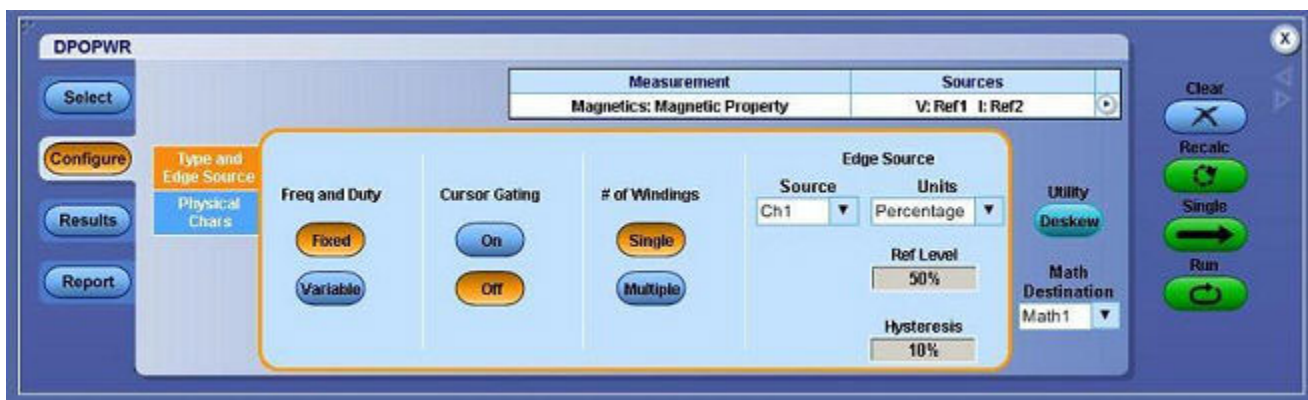 DPOPWR
Select
Configure
Results
Report
Measurement Sources
Magnetics: Magnetic Property V: Ref1 I: Ref2
Type and
Edge Source
Physical
Chars
Freq and Duty
Fixed
Variable
Cursor Gating
On
Off
# of Windings
Single
Multiple
Edge Source
Source Units
Ch1 Percentage
Ref Level
50%
Hysteresis
10%
Utility
Deskew
Math
Destination
Math1
X
Clear
Recalc
Single
Run